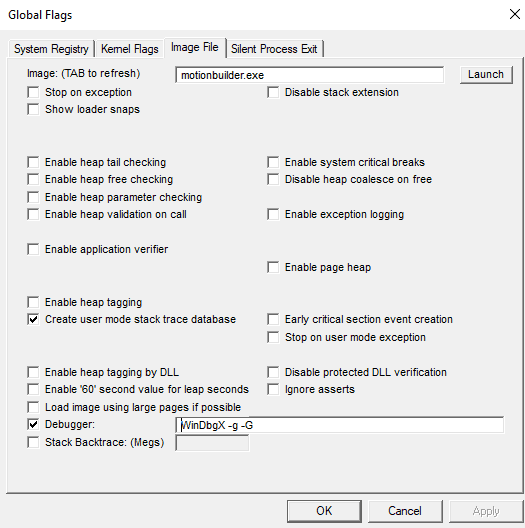 Global Flags
System Registry Kernel Flags Image File Silent Process Exit
Image: (TAB to refresh) motionbuilder.exe Launch
Stop on exception Disable stack extension
Show loader snaps
Enable heap tail checking Enable system critical breaks
Enable heap free checking Disable heap coalesce on free
Enable heap parameter checking
Enable heap validation on call Enable exception logging
Enable application verifier
Enable page heap
Enable heap tagging
Create user mode stack trace database Early critical section event creation
Stop on user mode exception
Enable heap tagging by DLL Disable protected DLL verification
Enable '60' second value for leap seconds Ignore asserts
Load image using large pages if possible
Debugger: WinDbgX -g -G
Stack Backtrace: (Megs)
OK Cancel Apply